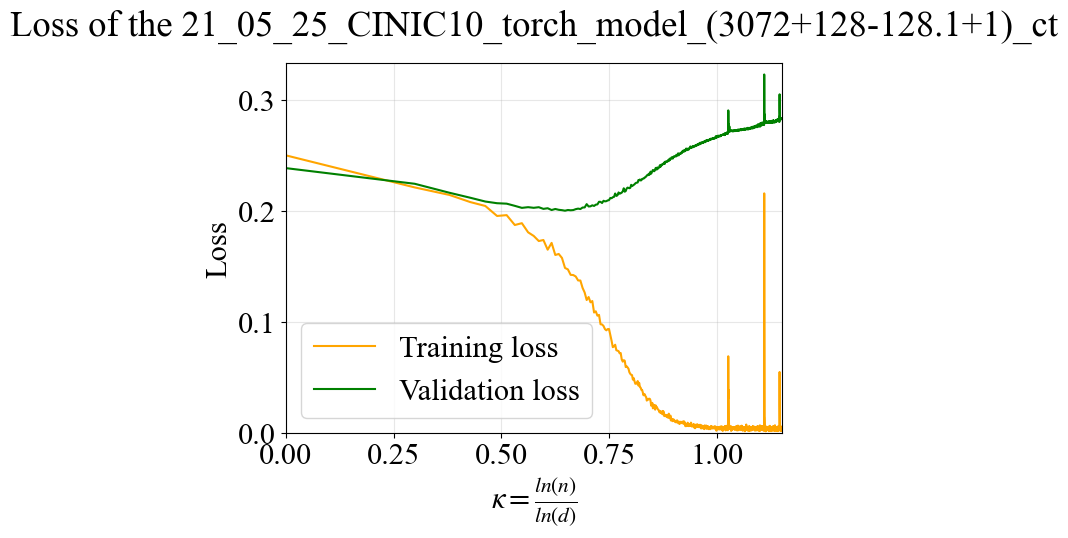 Loss of the 21_05_25_CINIC10_torch_model_(3072+128-128.1+1)_ct
0.3
0.2
0.1
0.0
Loss
Training loss
Validation loss
0.00 0.25 0.50 0.75 1.00
κ = ln(n)/ln(d)